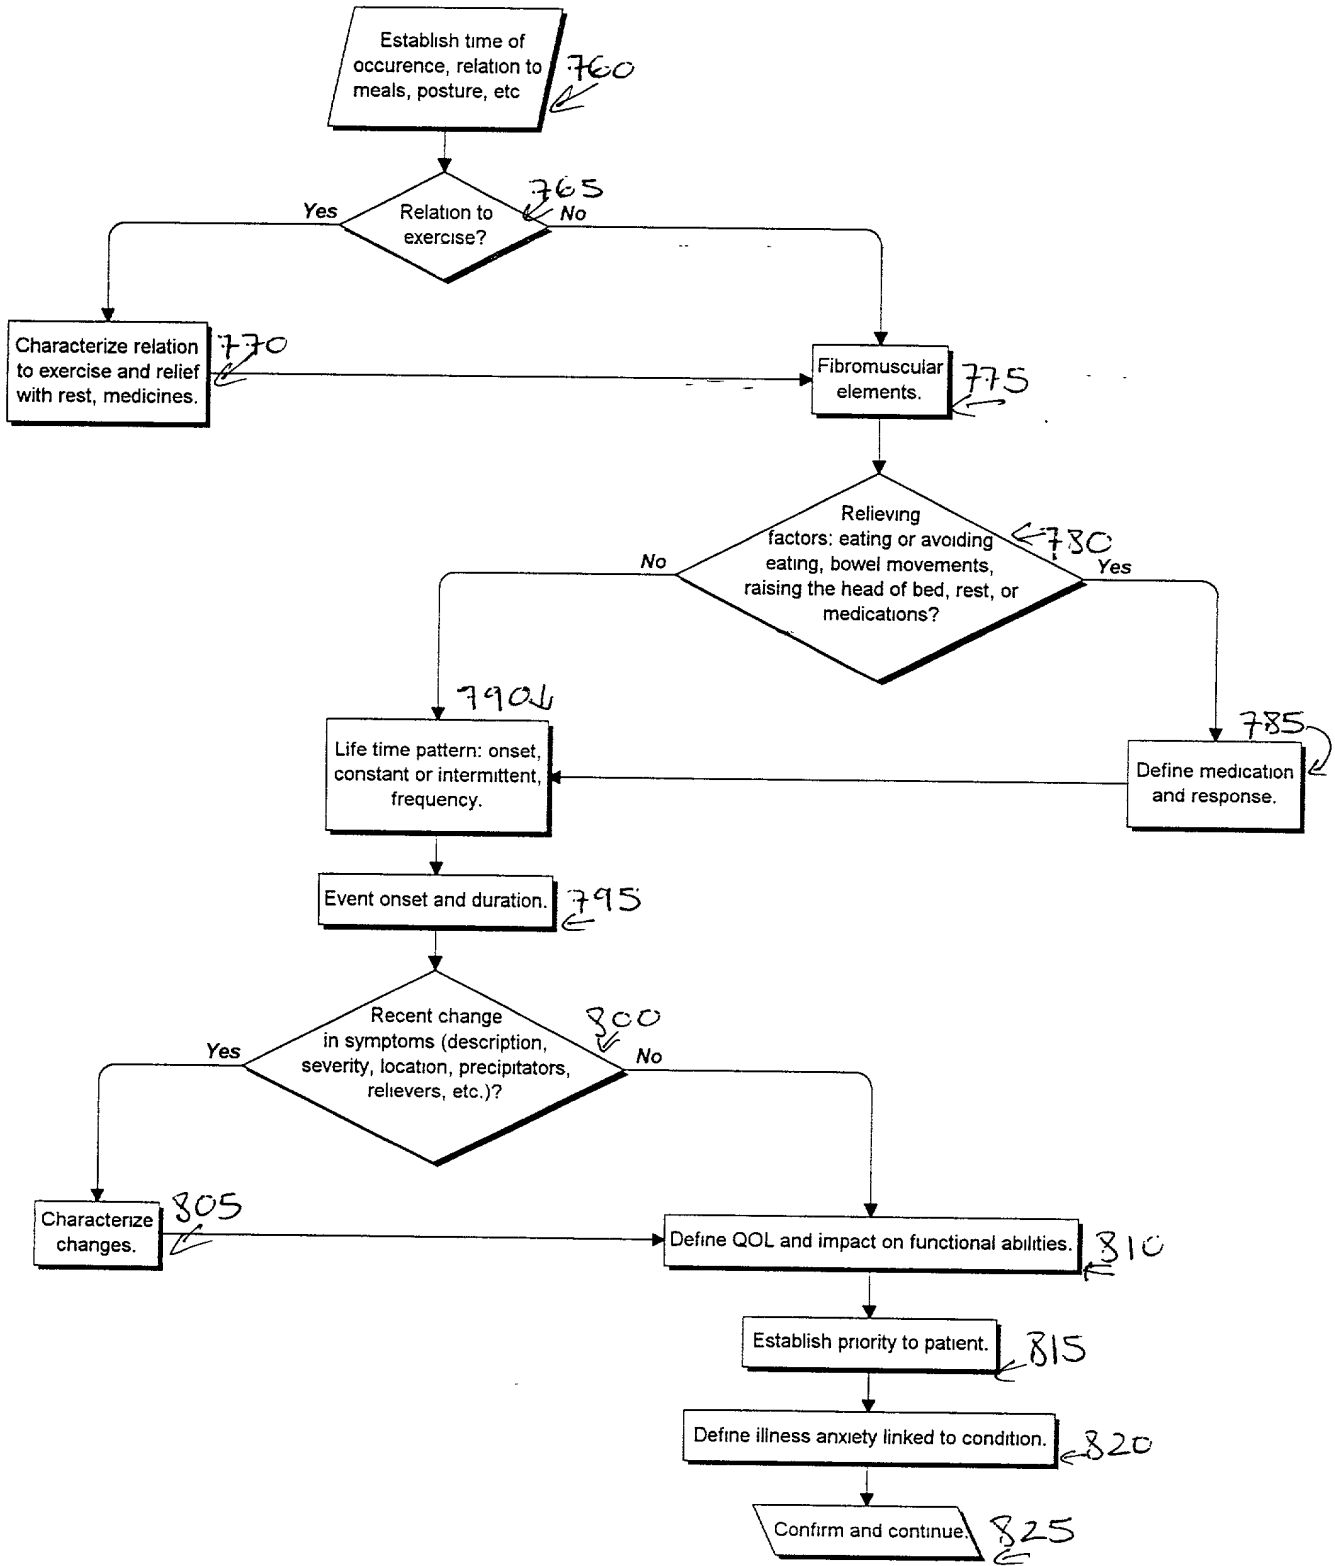 Establish time of
occurence, relation to
meals, posture, etc
760
765
Yes
Relation to
exercise?
No
Characterize relation
to exercise and relief
with rest, medicines.
770
Fibromuscular
elements.
775
Relieving
factors: eating or avoiding
eating, bowel movements,
raising the head of bed, rest, or
medications?
780
No
Yes
790
785
Life time pattern: onset,
constant or intermittent,
frequency.
Define medication
and response.
Event onset and duration.
795
Recent change
in symptoms (description,
severity, location, precipitators,
relievers, etc.)?
800
Yes
No
Characterize
changes.
805
Define QOL and impact on functional abilities.
810
Establish priority to patient.
815
Define illness anxiety linked to condition.
820
Confirm and continue.
825